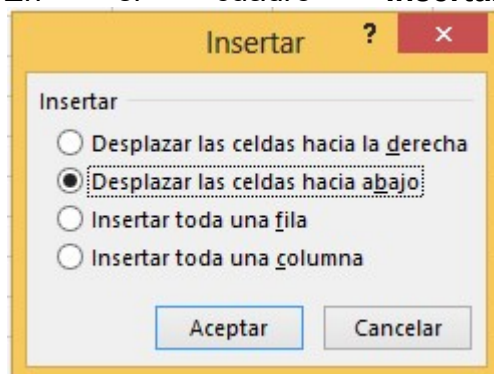 Insertar ?
Insertar
Desplazar las celdas hacia la derecha
Desplazar las celdas hacia abajo
Insertar toda una fila
Insertar toda una columna
Aceptar Cancelar